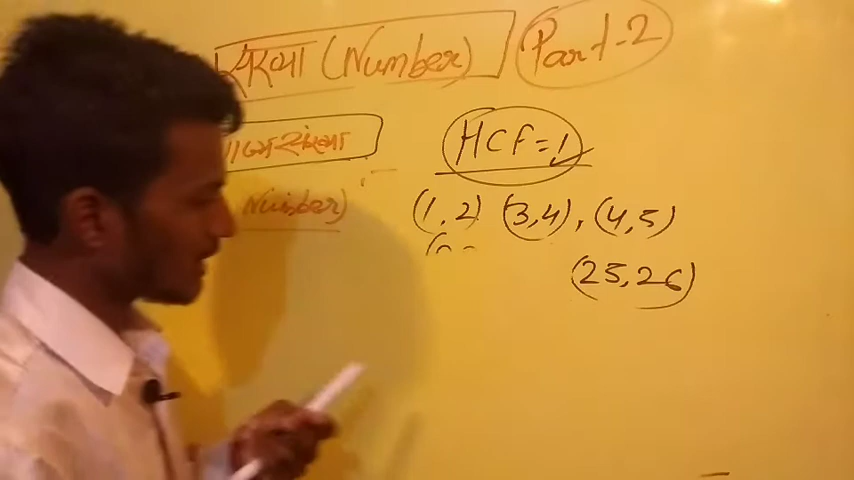 संख्या (Number) Part-2
HCF=1
Number)
(1,2) (3,4), (4,5)
(25,26)